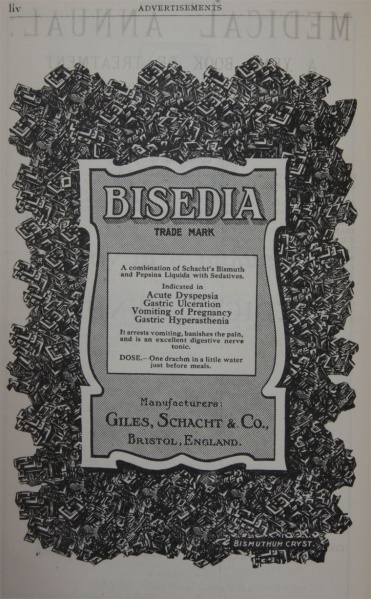 liv
ADVERTISEMENTS
MEDICAL ANNUAL:
BISEDIA
TRADE MARK
A combination of Schacht's Bismuth
and Pepsina Liquida with Sedatives.
Indicated in
Acute Dyspepsia
Gastric Ulceration
Vomiting of Pregnancy
Gastric Hyperasthenia
It arrests vomiting, banishes the pain,
and is an excellent digestive nerve
tonic.
DOSE.—One drachm in a little water
just before meals.
Manufacturers:
GILES, SCHACHT & CO.,
BRISTOL, ENGLAND.
BISMUTHUM CRYST.